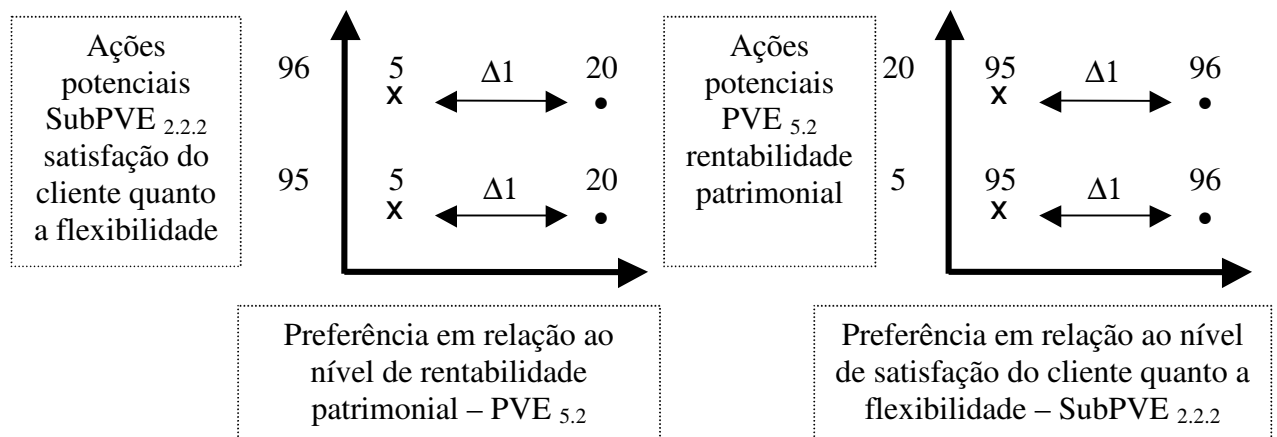 Ações
potenciais
SubPVE 2.2.2
satisfação do
cliente quanto
a flexibilidade
96 5 Δ1 20
x •
95 5 Δ1 20
x •
Preferência em relação ao
nível de rentabilidade
patrimonial – PVE 5.2
Ações
potenciais
PVE 5.2
rentabilidade
patrimonial
20 95 Δ1 96
x •
5 95 Δ1 96
x •
Preferência em relação ao nível
de satisfação do cliente quanto a
flexibilidade – SubPVE 2.2.2